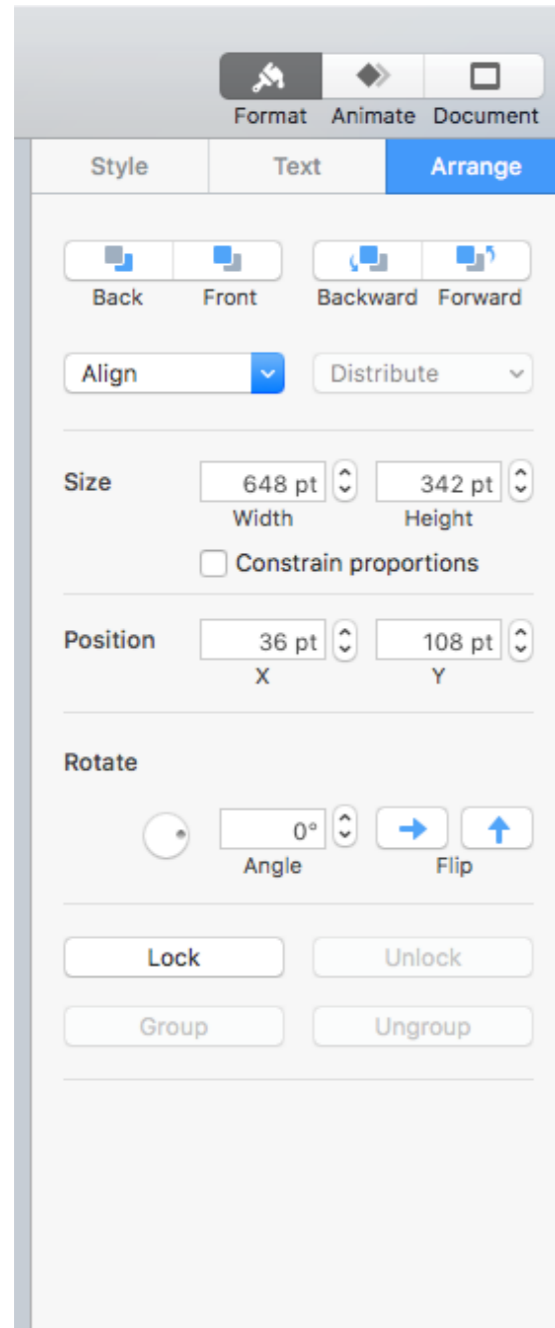 Format Animate Document
Style Text Arrange
Back Front Backward Forward
Align Distribute
Size 648 pt 342 pt
Width Height
Constrain proportions
Position 36 pt 108 pt
X Y
Rotate
0°
Angle Flip
Lock Unlock
Group Ungroup